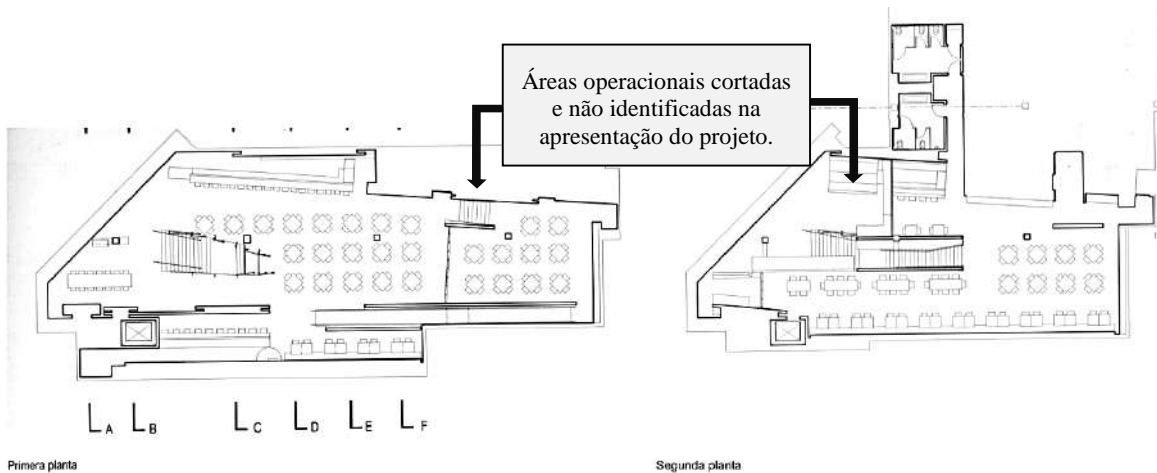 Áreas operacionais cortadas
e não identificadas na
apresentação do projeto.
L A L B L C L D L E L F
Primera planta
Segunda planta